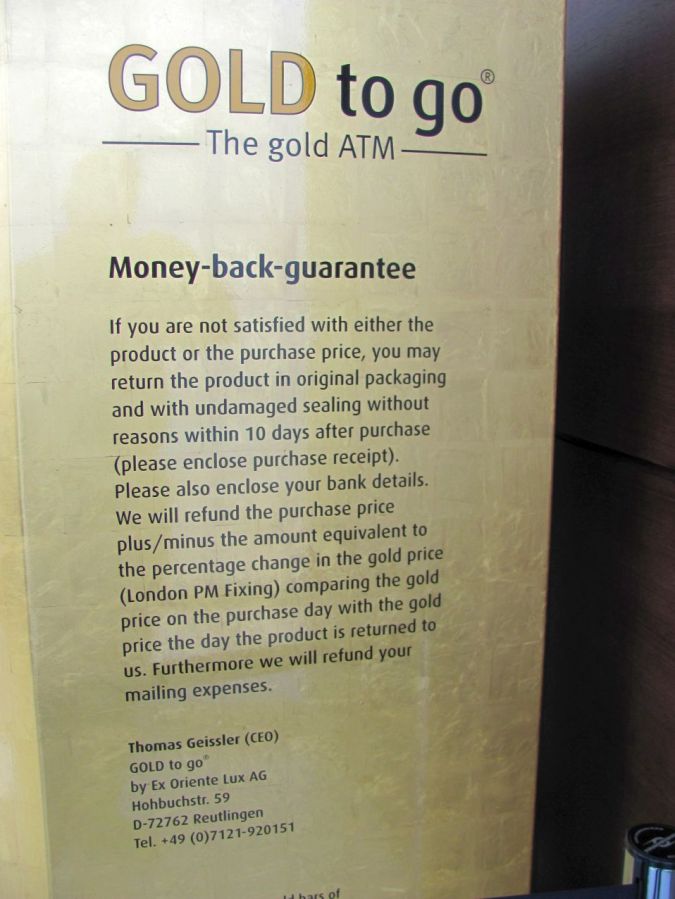 GOLD to go®
The gold ATM
Money-back-guarantee
If you are not satisfied with either the
product or the purchase price, you may
return the product in original packaging
and with undamaged sealing without
reasons within 10 days after purchase
(please enclose purchase receipt).
Please also enclose your bank details.
We will refund the purchase price
plus/minus the amount equivalent to
the percentage change in the gold price
(London PM Fixing) comparing the gold
price on the purchase day with the gold
price the day the product is returned to
us. Furthermore we will refund your
mailing expenses.
Thomas Geissler (CEO)
GOLD to go®
by Ex Oriente Lux AG
Hohbuchstr. 59
D-72762 Reutlingen
Tel. +49 (0)7121-920151
bars of